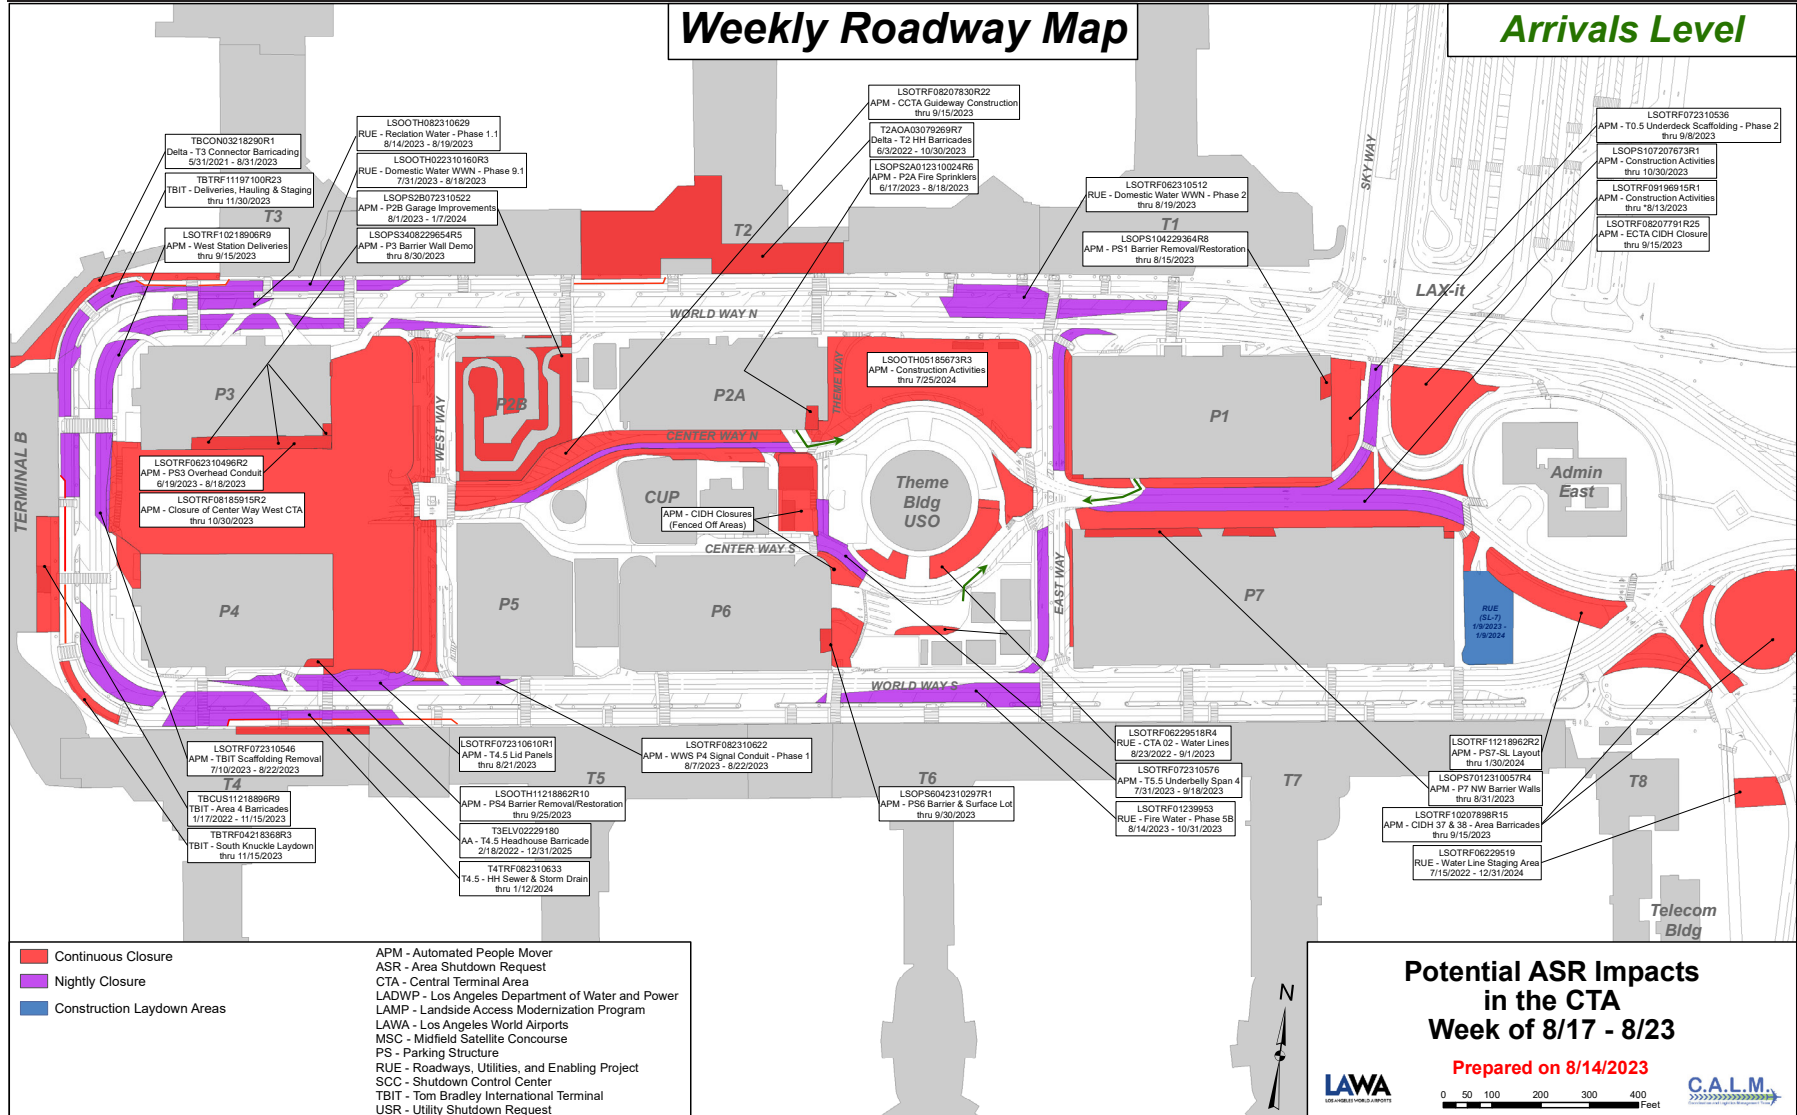 Weekly Roadway Map
Arrivals Level
LSOTRF08207830R22
APM - CCTA Guideway Construction
thru 9/15/2023
T2AOA03079269R7
Delta - T2 HH Barricades
6/3/2022 - 10/30/2023
LSOPS2A012310024R6
APM - P2A Fire Sprinklers
6/17/2023 - 8/18/2023
LSOOTH082310629
RUE - Reclation Water - Phase 1.1
8/14/2023 - 8/19/2023
LSOOTH022310160R3
RUE - Domestic Water WWN - Phase 9.1
7/31/2023 - 8/18/2023
LSOPS2B072310522
APM - P2B Garage Improvements
8/1/2023 - 1/7/2024
LSOPS3408229654R5
APM - P3 Barrier Wall Demo
thru 8/30/2023
TBCON03218290R1
Delta - T3 Connector Barricading
5/31/2021 - 8/31/2023
TBTRF11197100R23
TBIT - Deliveries, Hauling & Staging
thru 11/30/2023
LSOTRF10218906R9
APM - West Station Deliveries
thru 9/15/2023
LSOTRF062310512
RUE - Domestic Water WWN - Phase 2
thru 8/19/2023
LSOPS104229364R8
APM - PS1 Barrier Removal/Restoration
thru 8/15/2023
LSOTRF072310536
APM - T0.5 Underdeck Scaffolding - Phase 2
thru 9/8/2023
LSOPS107207673R1
APM - Construction Activities
thru 10/30/2023
LSOTRF09196915R1
APM - Construction Activities
thru *8/13/2023
LSOTRF08207791R25
APM - ECTA CIDH Closure
thru 9/15/2023
T3
T2
T1
SKY WAY
LAX-it
WORLD WAY N
LSOOTH05185673R3
APM - Construction Activities
thru 7/25/2024
P3
P2B
P2A
THEME WAY
P1
WEST WAY
CENTER WAY N
TERMINAL B
LSOTRF062310496R2
APM - PS3 Overhead Conduit
6/19/2023 - 8/18/2023
LSOTRF08185915R2
APM - Closure of Center Way West CTA
thru 10/30/2023
CUP
APM - CIDH Closures
(Fenced Off Areas)
Theme
Bldg
USO
Admin
East
CENTER WAY S
EAST WAY
P4
P5
P6
P7
RUE
(SL-7)
1/9/2023 -
1/9/2024
WORLD WAY S
LSOTRF072310546
APM - TBIT Scaffolding Removal
7/10/2023 - 8/22/2023
TBCUS11218896R9
TBIT - Area 4 Barricades
1/17/2022 - 11/15/2023
TBTRF04218368R3
TBIT - South Knuckle Laydown
thru 11/15/2023
LSOTRF072310610R1
APM - T4.5 Lid Panels
thru 8/21/2023
LSOOTH11218862R10
APM - PS4 Barrier Removal/Restoration
thru 9/25/2023
T3ELV02229180
AA - T4.5 Headhouse Barricade
2/18/2022 - 12/31/2025
T4TRF082310633
T4.5 - HH Sewer & Storm Drain
thru 1/12/2024
LSOTRF082310622
APM - WWS P4 Signal Conduit - Phase 1
8/7/2023 - 8/22/2023
LSOPS6042310297R1
APM - PS6 Barrier & Surface Lot
thru 9/30/2023
LSOTRF06229518R4
RUE - CTA 02 - Water Lines
8/23/2022 - 9/1/2023
LSOTRF072310576
APM - T5.5 Underbelly Span 4
7/31/2023 - 9/18/2023
LSOTRF01239953
RUE - Fire Water - Phase 5B
8/14/2023 - 10/31/2023
LSOTRF11218962R2
APM - PS7-SL Layout
thru 1/30/2024
LSOPS7012310057R4
APM - P7 NW Barrier Walls
thru 8/31/2023
LSOTRF10207898R15
APM - CIDH 37 & 38 - Area Barricades
thru 9/15/2023
LSOTRF06229519
RUE - Water Line Staging Area
7/15/2022 - 12/31/2024
T4
T5
T6
T7
T8
Telecom
Bldg
Continuous Closure
Nightly Closure
Construction Laydown Areas
APM - Automated People Mover
ASR - Area Shutdown Request
CTA - Central Terminal Area
LADWP - Los Angeles Department of Water and Power
LAMP - Landside Access Modernization Program
LAWA - Los Angeles World Airports
MSC - Midfield Satellite Concourse
PS - Parking Structure
RUE - Roadways, Utilities, and Enabling Project
SCC - Shutdown Control Center
TBIT - Tom Bradley International Terminal
USR - Utility Shutdown Request
N
Potential ASR Impacts
in the CTA
Week of 8/17 - 8/23
Prepared on 8/14/2023
LAWA
LOS ANGELES WORLD AIRPORTS
0 50 100 200 300 400
Feet
C.A.L.M.